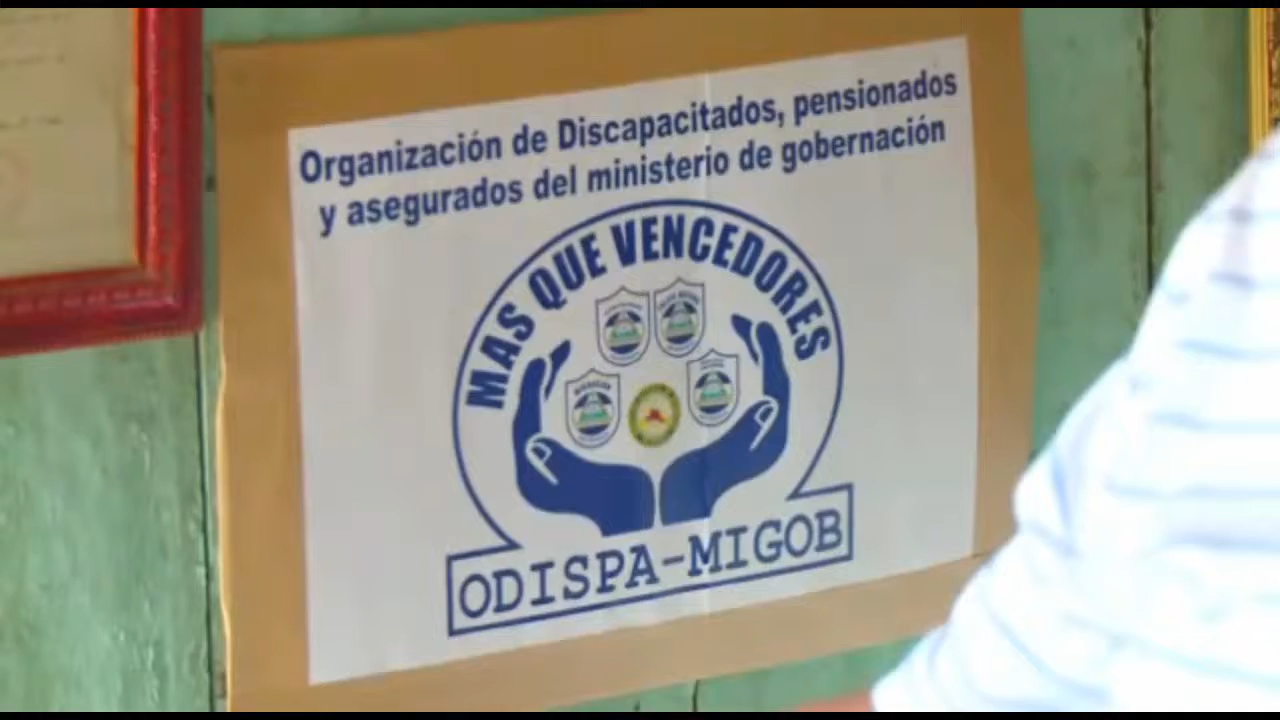 Organización de Discapacitados, pensionados
y asegurados del ministerio de gobernación
MAS QUE VENCEDORES
ODISPA-MIGOB